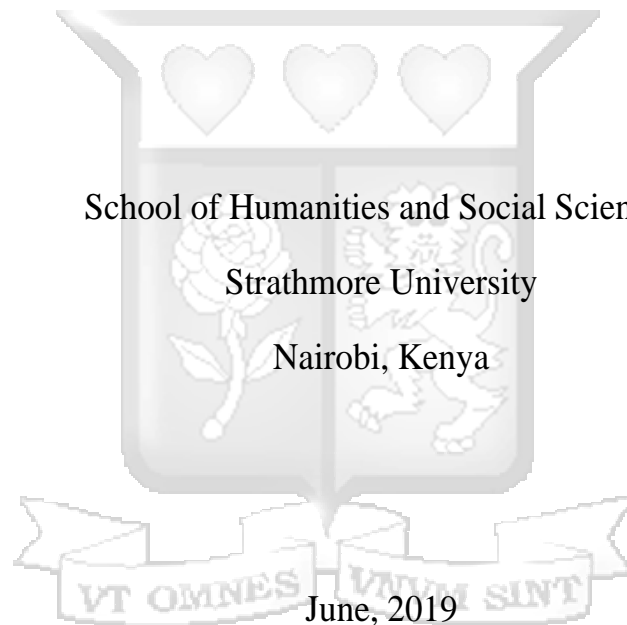 School of Humanities and Social Scien
Strathmore University
Nairobi, Kenya
VT OMNES VNVM SINT
June, 2019